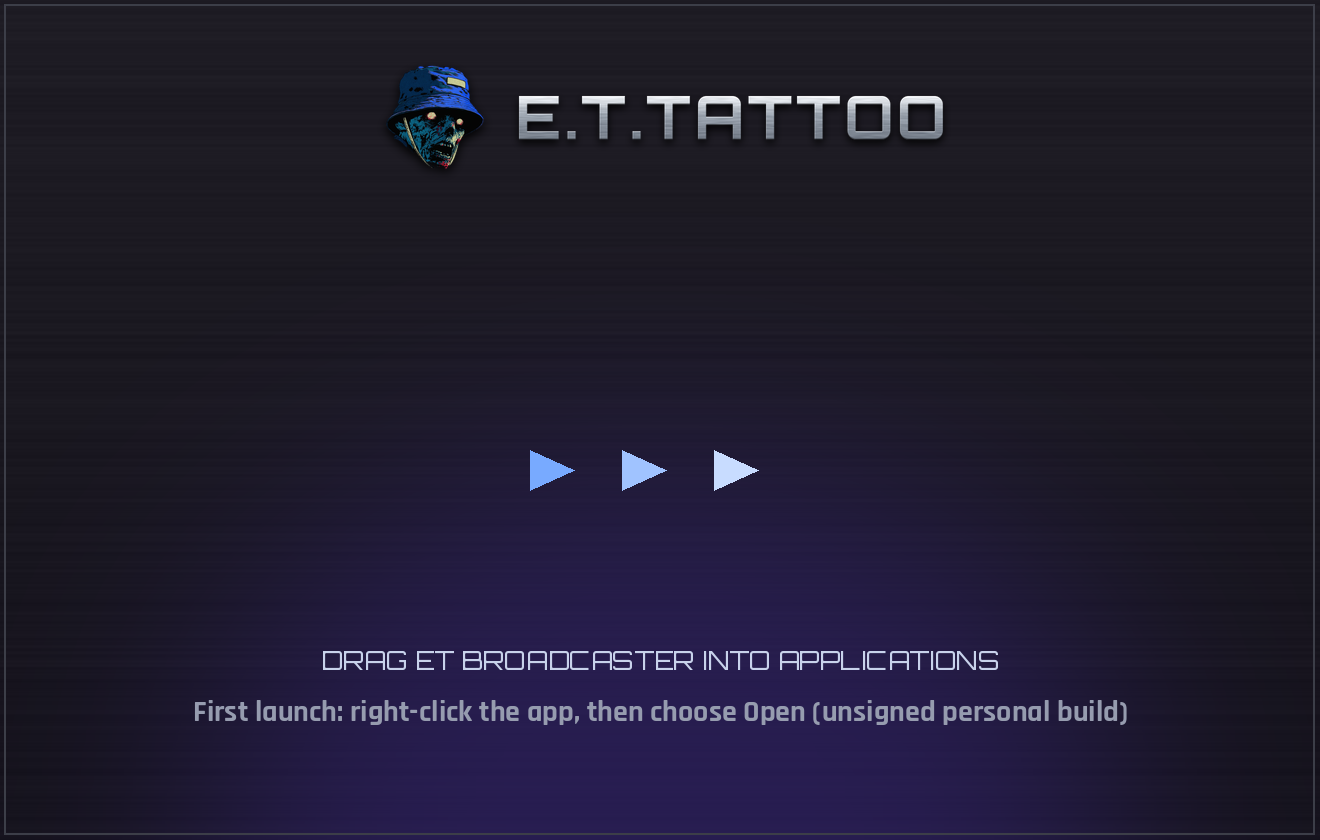 E.T.TATTOO
DRAG ET BROADCASTER INTO APPLICATIONS
First launch: right-click the app, then choose Open (unsigned personal build)